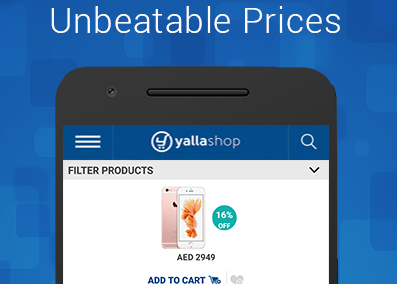 Unbeatable Prices
yallashop
FILTER PRODUCTS
16%
OFF
AED 2949
ADD TO CART